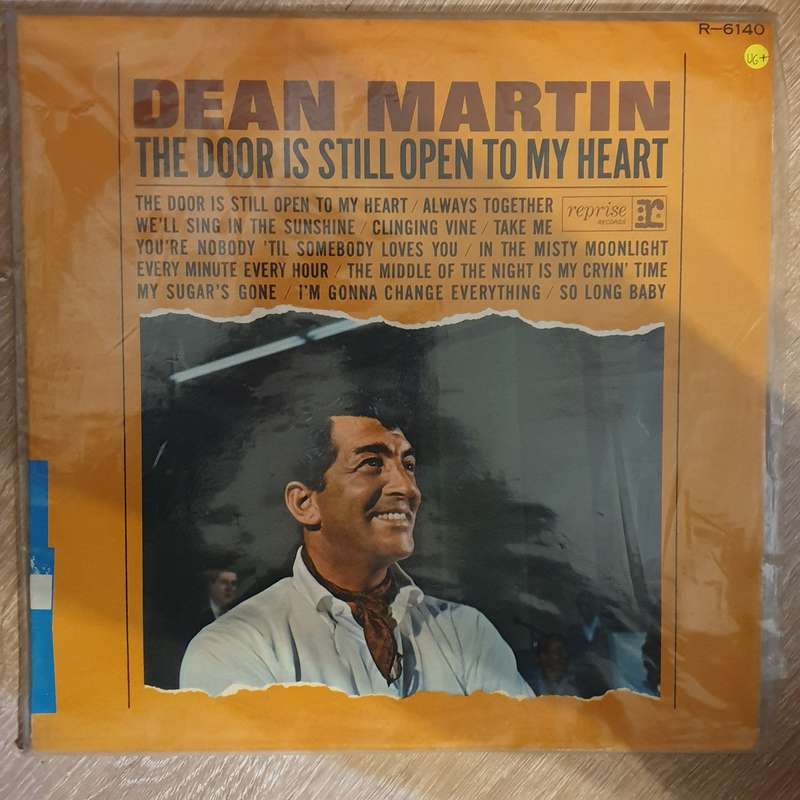 R–6140
VG+
DEAN MARTIN
THE DOOR IS STILL OPEN TO MY HEART
THE DOOR IS STILL OPEN TO MY HEART / ALWAYS TOGETHER
WE'LL SING IN THE SUNSHINE / CLINGING VINE / TAKE ME
reprise
RECORDS
r:
YOU'RE NOBODY 'TIL SOMEBODY LOVES YOU / IN THE MISTY MOONLIGHT
EVERY MINUTE EVERY HOUR / THE MIDDLE OF THE NIGHT IS MY CRYIN' TIME
MY SUGAR'S GONE / I'M GONNA CHANGE EVERYTHING / SO LONG BABY